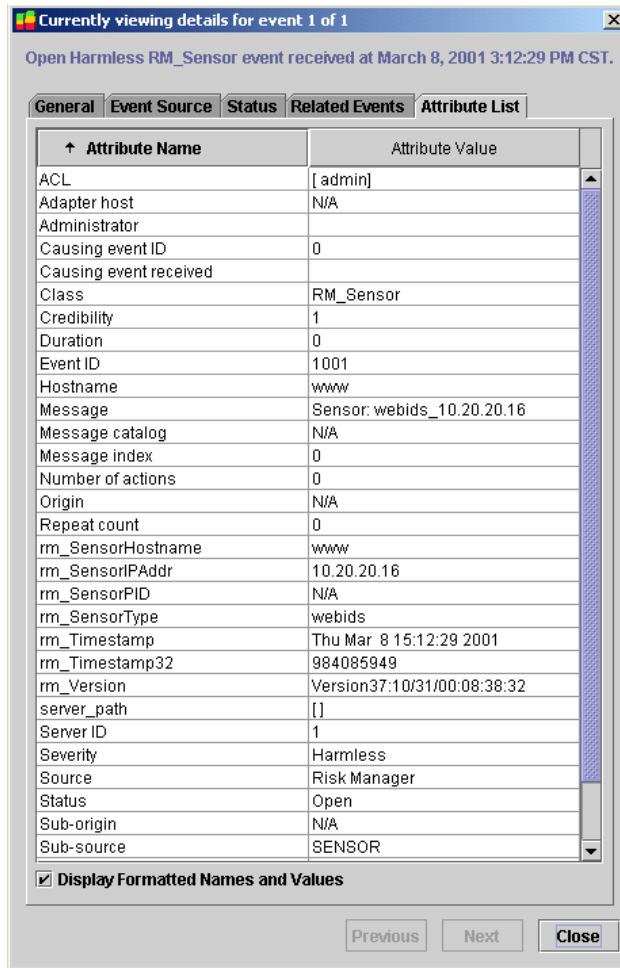 Currently viewing details for event 1 of 1
Open Harmless RM_Sensor event received at March 8, 2001 3:12:29 PM CST.
General Event Source Status Related Events Attribute List
Attribute Name Attribute Value
ACL [ admin]
Adapter host N/A
Administrator
Causing event ID 0
Causing event received
Class RM_Sensor
Credibility 1
Duration 0
Event ID 1001
Hostname www
Message Sensor: webids_10.20.20.16
Message catalog N/A
Message index 0
Number of actions 0
Origin N/A
Repeat count 0
rm_SensorHostname www
rm_SensorIPAddr 10.20.20.16
rm_SensorPID N/A
rm_SensorType webids
rm_Timestamp Thu Mar 8 15:12:29 2001
rm_Timestamp32 984085949
rm_Version Version37:10/31/00:08:38:32
server_path []
Server ID 1
Severity Harmless
Source Risk Manager
Status Open
Sub-origin N/A
Sub-source SENSOR
Display Formatted Names and Values
Previous Next Close